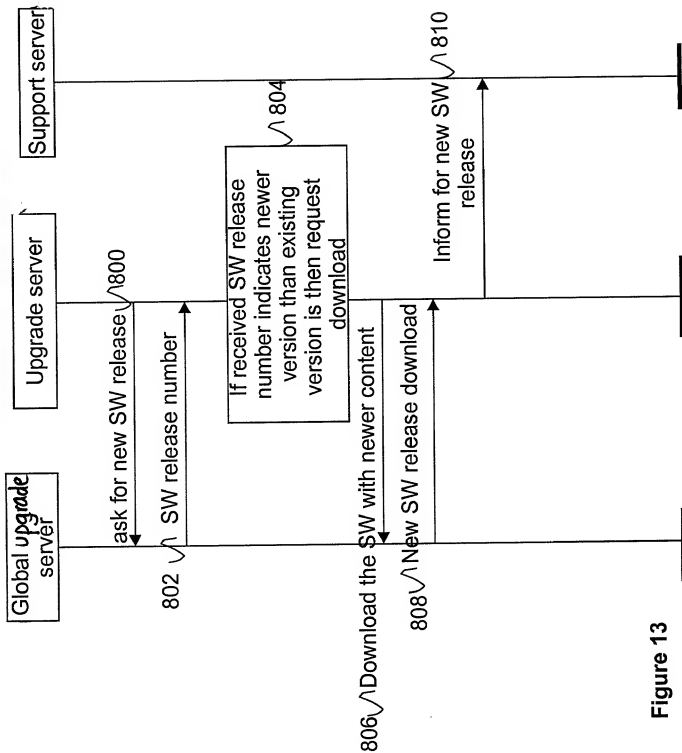 Global upgrade
server
Upgrade server
Support server
ask for new SW release
800
802
SW release number
If received SW release
number indicates newer
version than existing
version is then request
download
804
806
Download the SW with newer content
808
New SW release download
Inform for new SW
release
810
Figure 13